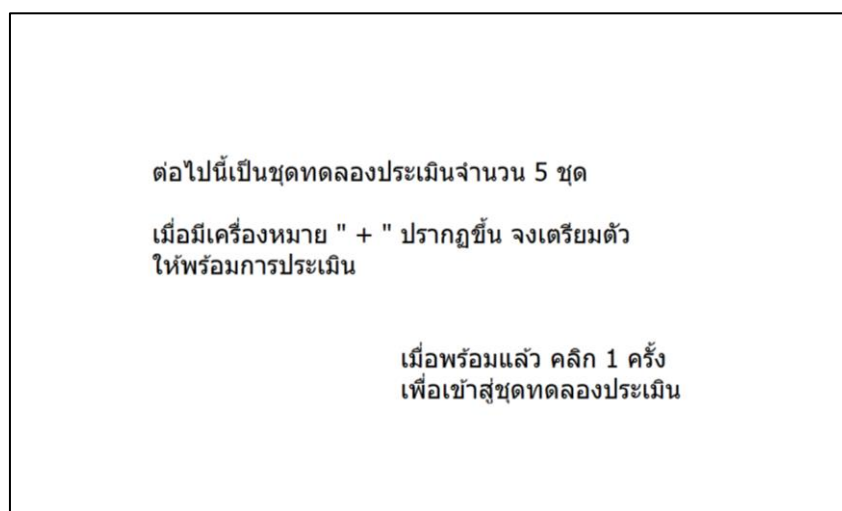 ต่อไปนี้เป็นชุดทดลองประเมินจำนวน 5 ชุด
เมื่อมีเครื่องหมาย " + " ปรากฏขึ้น จงเตรียมตัว
ให้พร้อมการประเมิน
เมื่อพร้อมแล้ว คลิก 1 ครั้ง
เพื่อเข้าสู่ชุดทดลองประเมิน